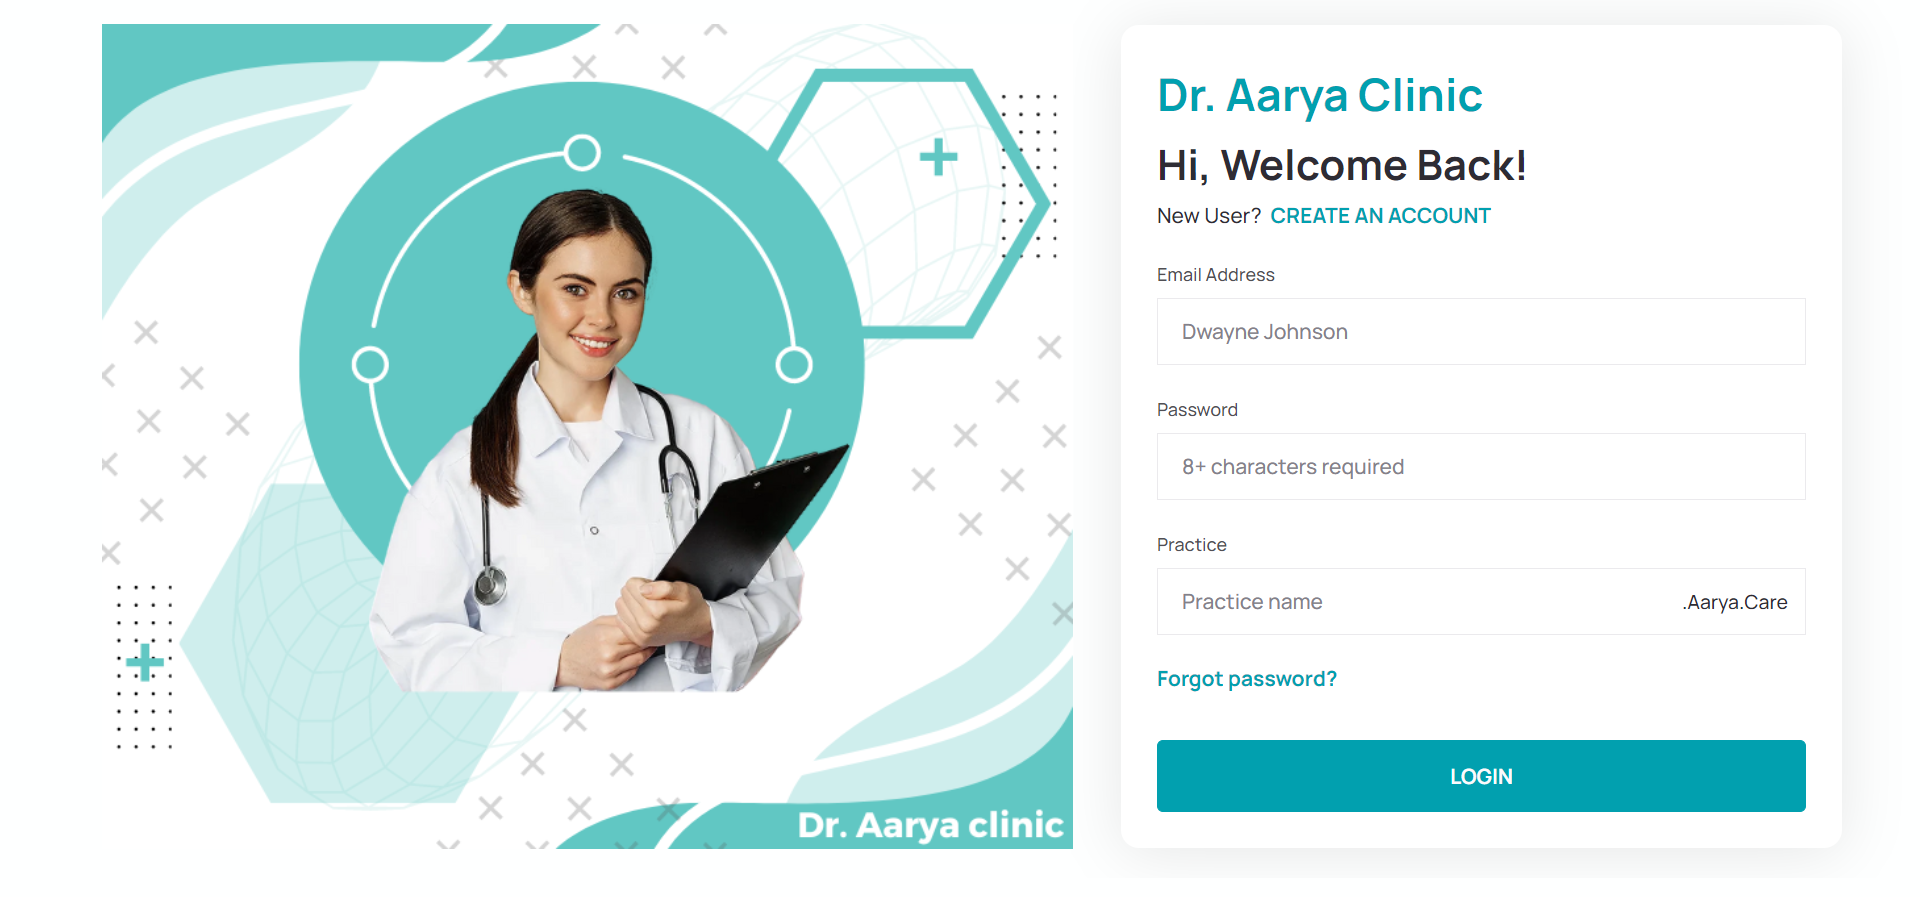 Dr. Aarya clinic
Dr. Aarya Clinic
Hi, Welcome Back!
New User? CREATE AN ACCOUNT
Email Address
Dwayne Johnson
Password
8+ characters required
Practice
Practice name .Aarya.Care
Forgot password?
LOGIN